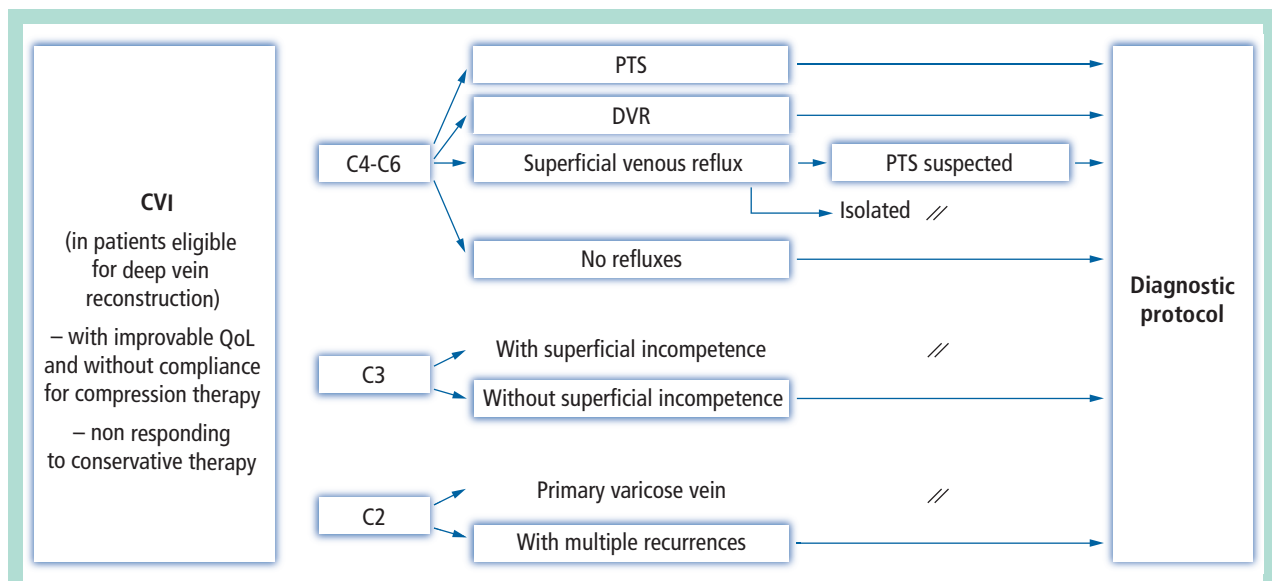 CVI
(in patients eligible
for deep vein
reconstruction)
– with improvable QoL
and without compliance
for compression therapy
– non responding
to conservative therapy
C4-C6
PTS
DVR
Superficial venous reflux
PTS suspected
Isolated //
No refluxes
C3
With superficial incompetence //
Without superficial incompetence
C2
Primary varicose vein //
With multiple recurrences
Diagnostic
protocol